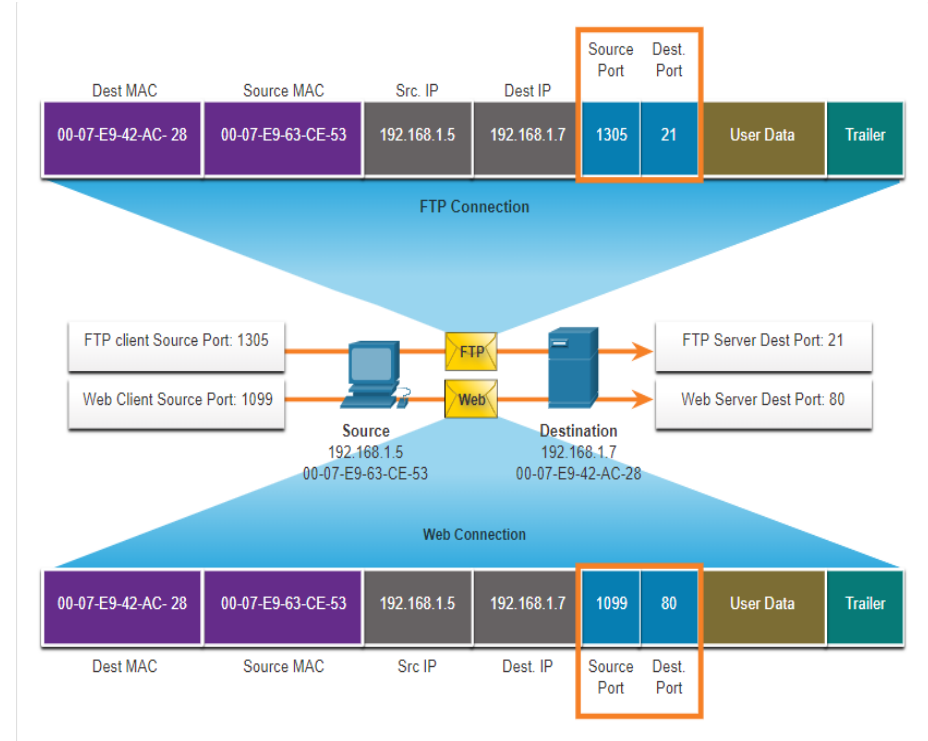 Source Dest.
Port Port
Dest MAC Source MAC Src. IP Dest IP
00-07-E9-42-AC- 28 00-07-E9-63-CE-53 192.168.1.5 192.168.1.7 1305 21 User Data Trailer
FTP Connection
FTP client Source Port: 1305 FTP FTP Server Dest Port: 21
Web Client Source Port: 1099 Web Web Server Dest Port: 80
Source Destination
192.168.1.5 192.168.1.7
00-07-E9-63-CE-53 00-07-E9-42-AC-28
Web Connection
00-07-E9-42-AC- 28 00-07-E9-63-CE-53 192.168.1.5 192.168.1.7 1099 80 User Data Trailer
Dest MAC Source MAC Src IP Dest. IP Source Dest.
Port Port